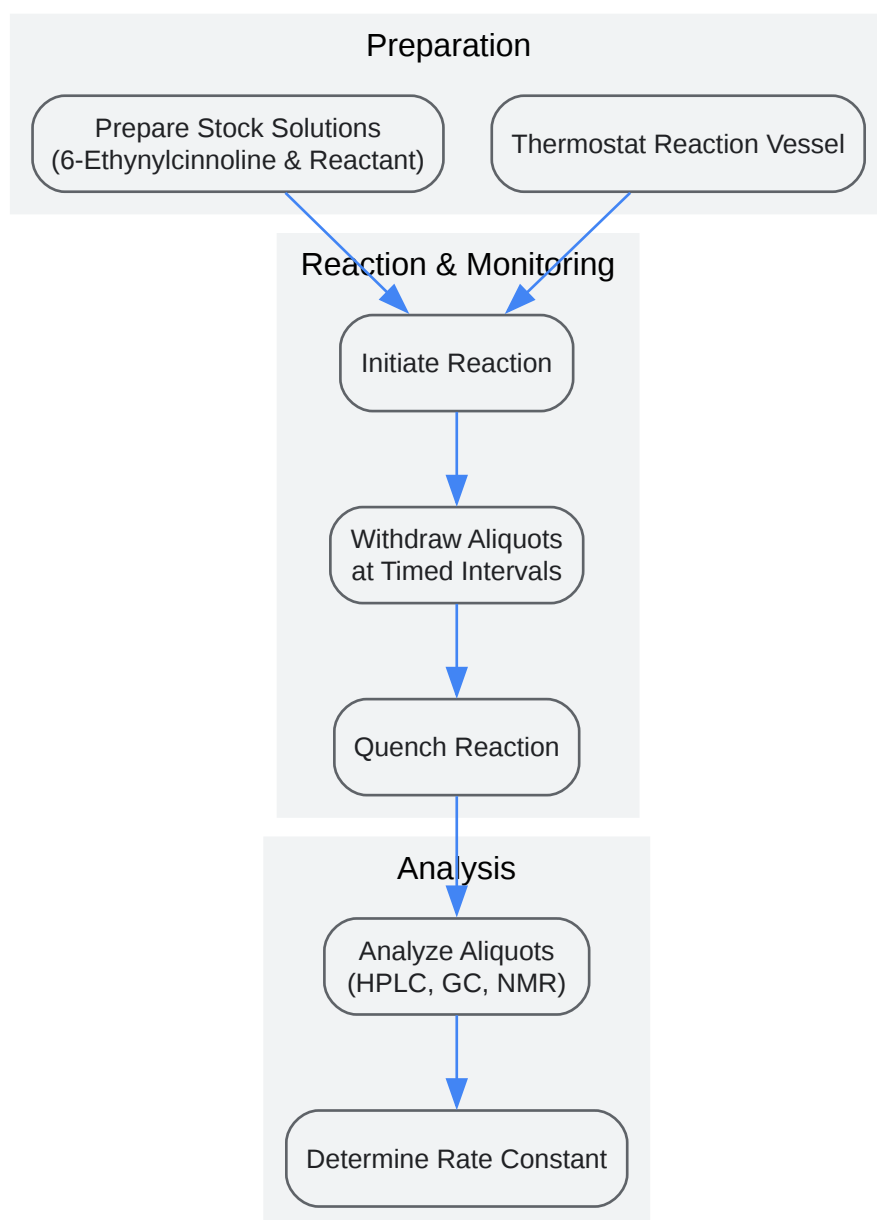 Preparation
Prepare Stock Solutions
(6-Ethynylcinnoline & Reactant)
Thermostat Reaction Vessel
Reaction & Monitoring
Initiate Reaction
Withdraw Aliquots
at Timed Intervals
Quench Reaction
Analysis
Analyze Aliquots
(HPLC, GC, NMR)
Determine Rate Constant